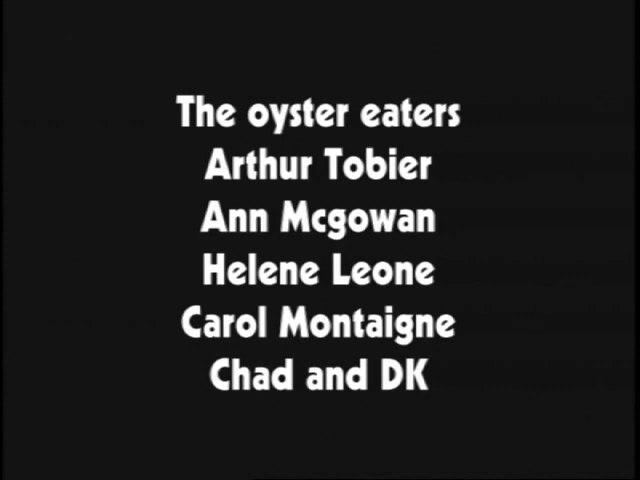 The oyster eaters
Arthur Tobier
Ann Mcgowan
Helene Leone
Carol Montaigne
Chad and DK